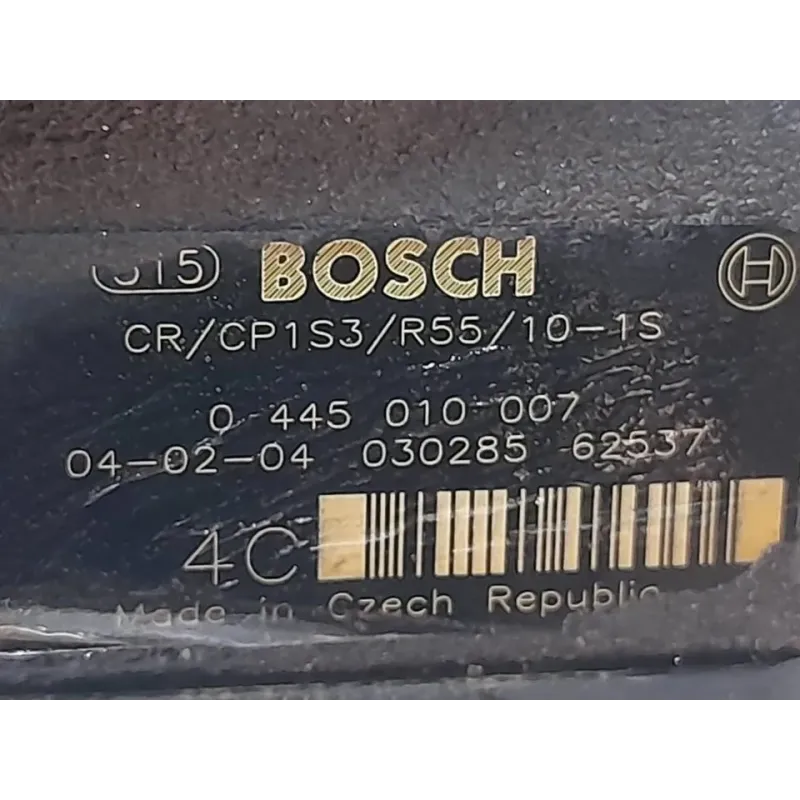 BOSCH
CR/CP1S3/R55/10-1S
0 445 010 007
04-02-04 030285 62537
4C
Made in Czech Republic